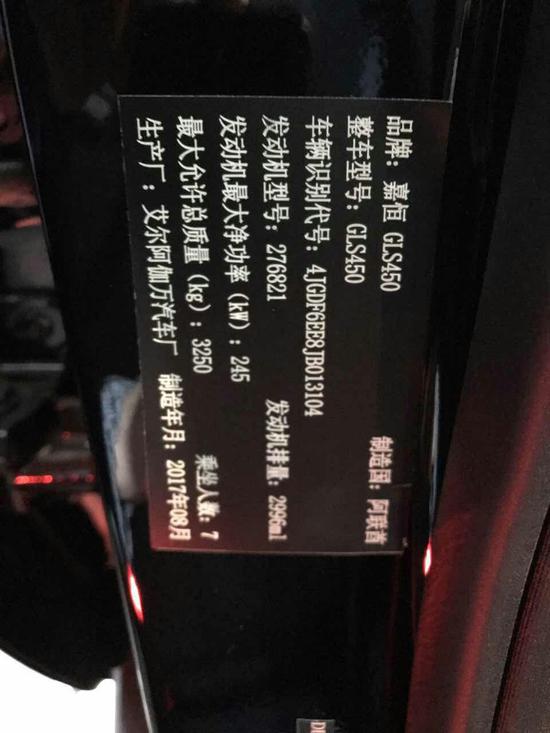 品牌：嘉恒 GLS450
制造国：阿联酋
整车型号：GLS450
车辆识别代号：4JGDF6EE8JB013104
发动机型号：276821 发动机排量：2996ml
发动机最大净功率（kW）：245
最大允许总质量（kg）：3250 乘坐人数：7
生产厂：艾尔阿伽万汽车厂 制造年月：2017年08月